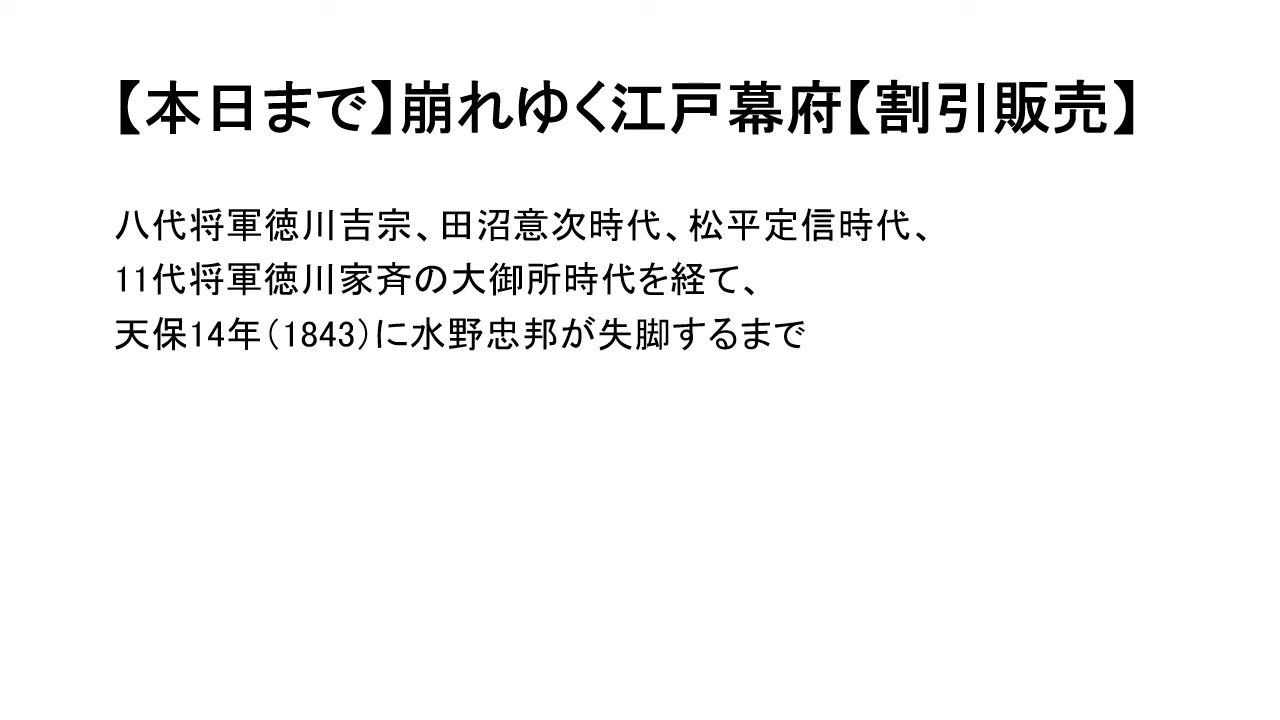 【本日まで】崩れゆく江戸幕府【割引販売】
八代将軍徳川吉宗、田沼意次時代、松平定信時代、
11代将軍徳川家斉の大御所時代を経て、
天保14年（1843）に水野忠邦が失脚するまで